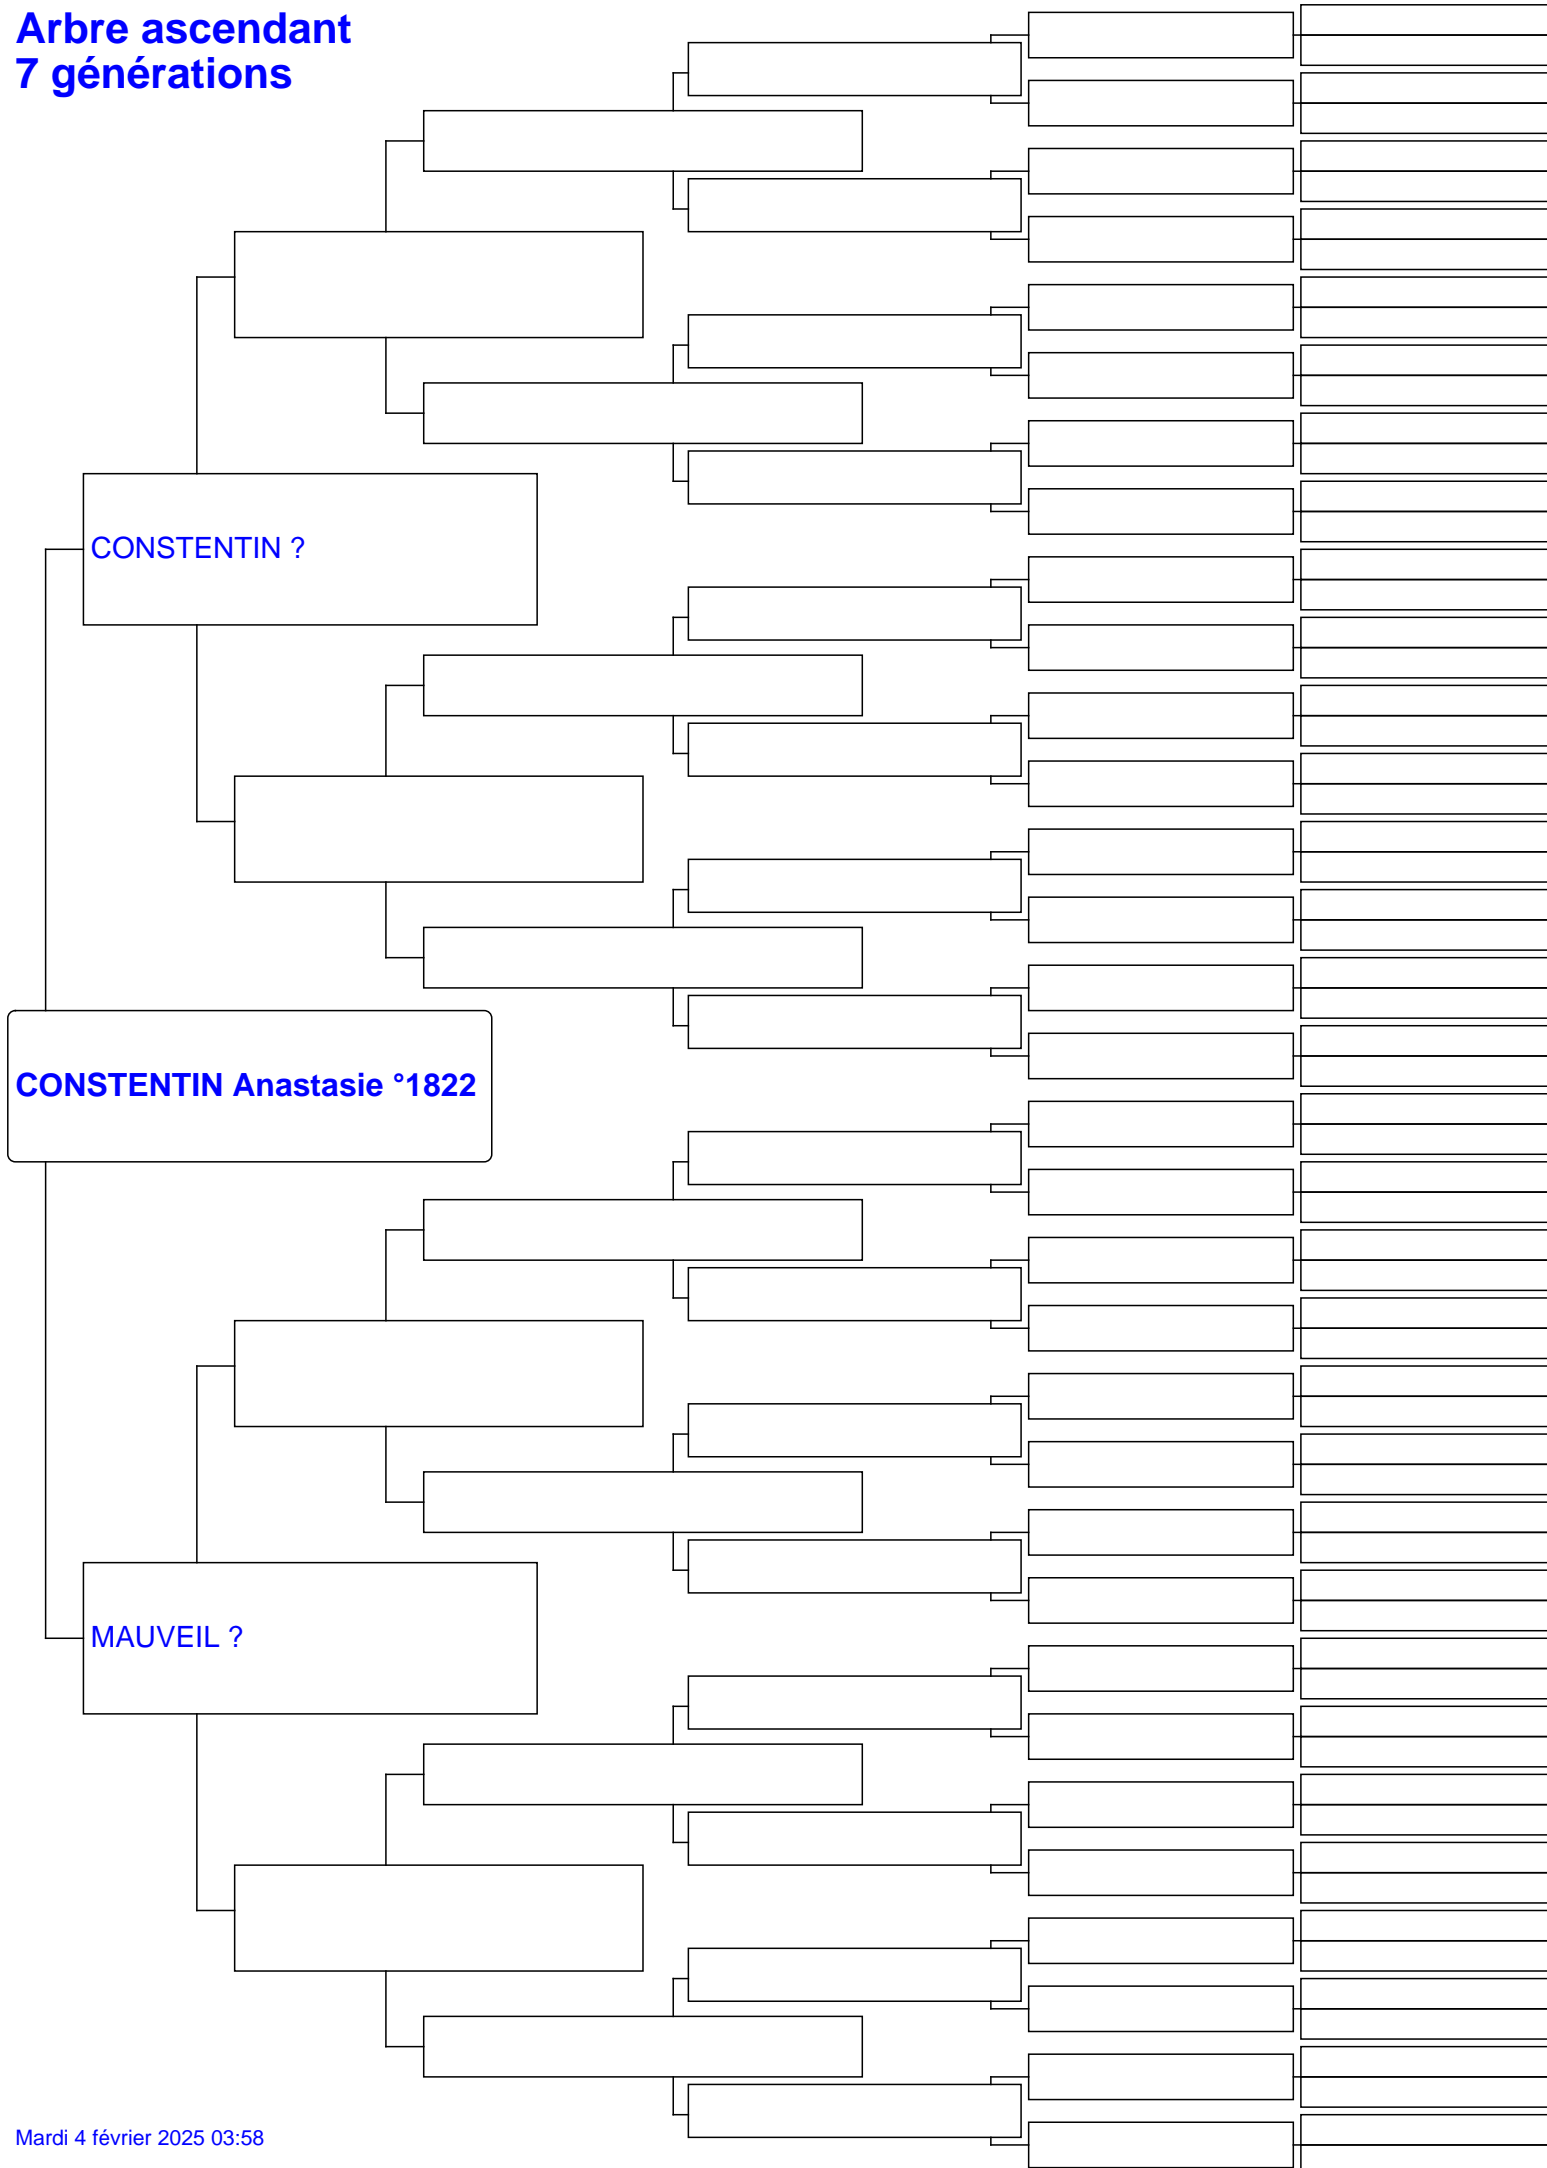 Arbre ascendant
7 générations
CONSTENTIN ?
CONSTENTIN Anastasie °1822
MAUVEIL ?
Mardi 4 février 2025 03:58